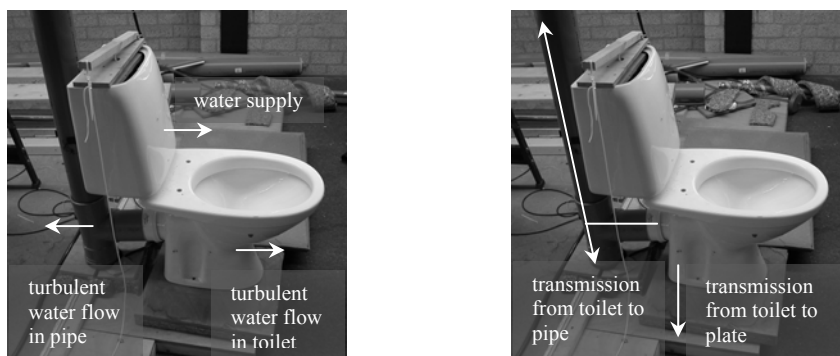 water supply
turbulent
water flow
in pipe
turbulent
water flow
in toilet
transmission
from toilet to
pipe
transmission
from toilet to
plate